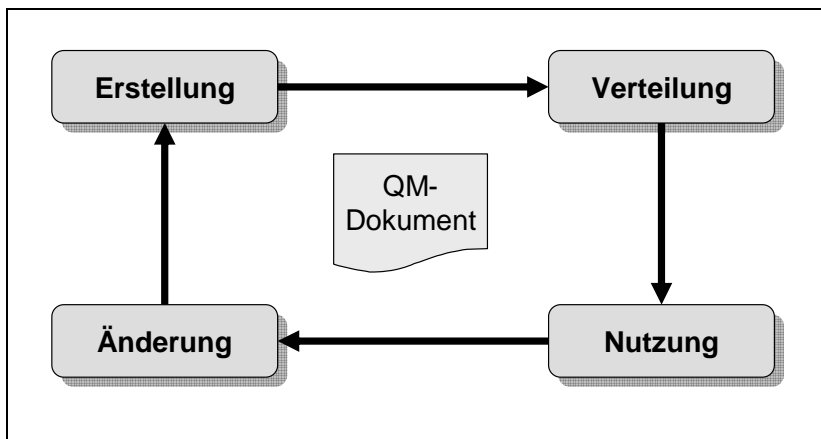 Erstellung
Verteilung
QM-
Dokument
Änderung
Nutzung